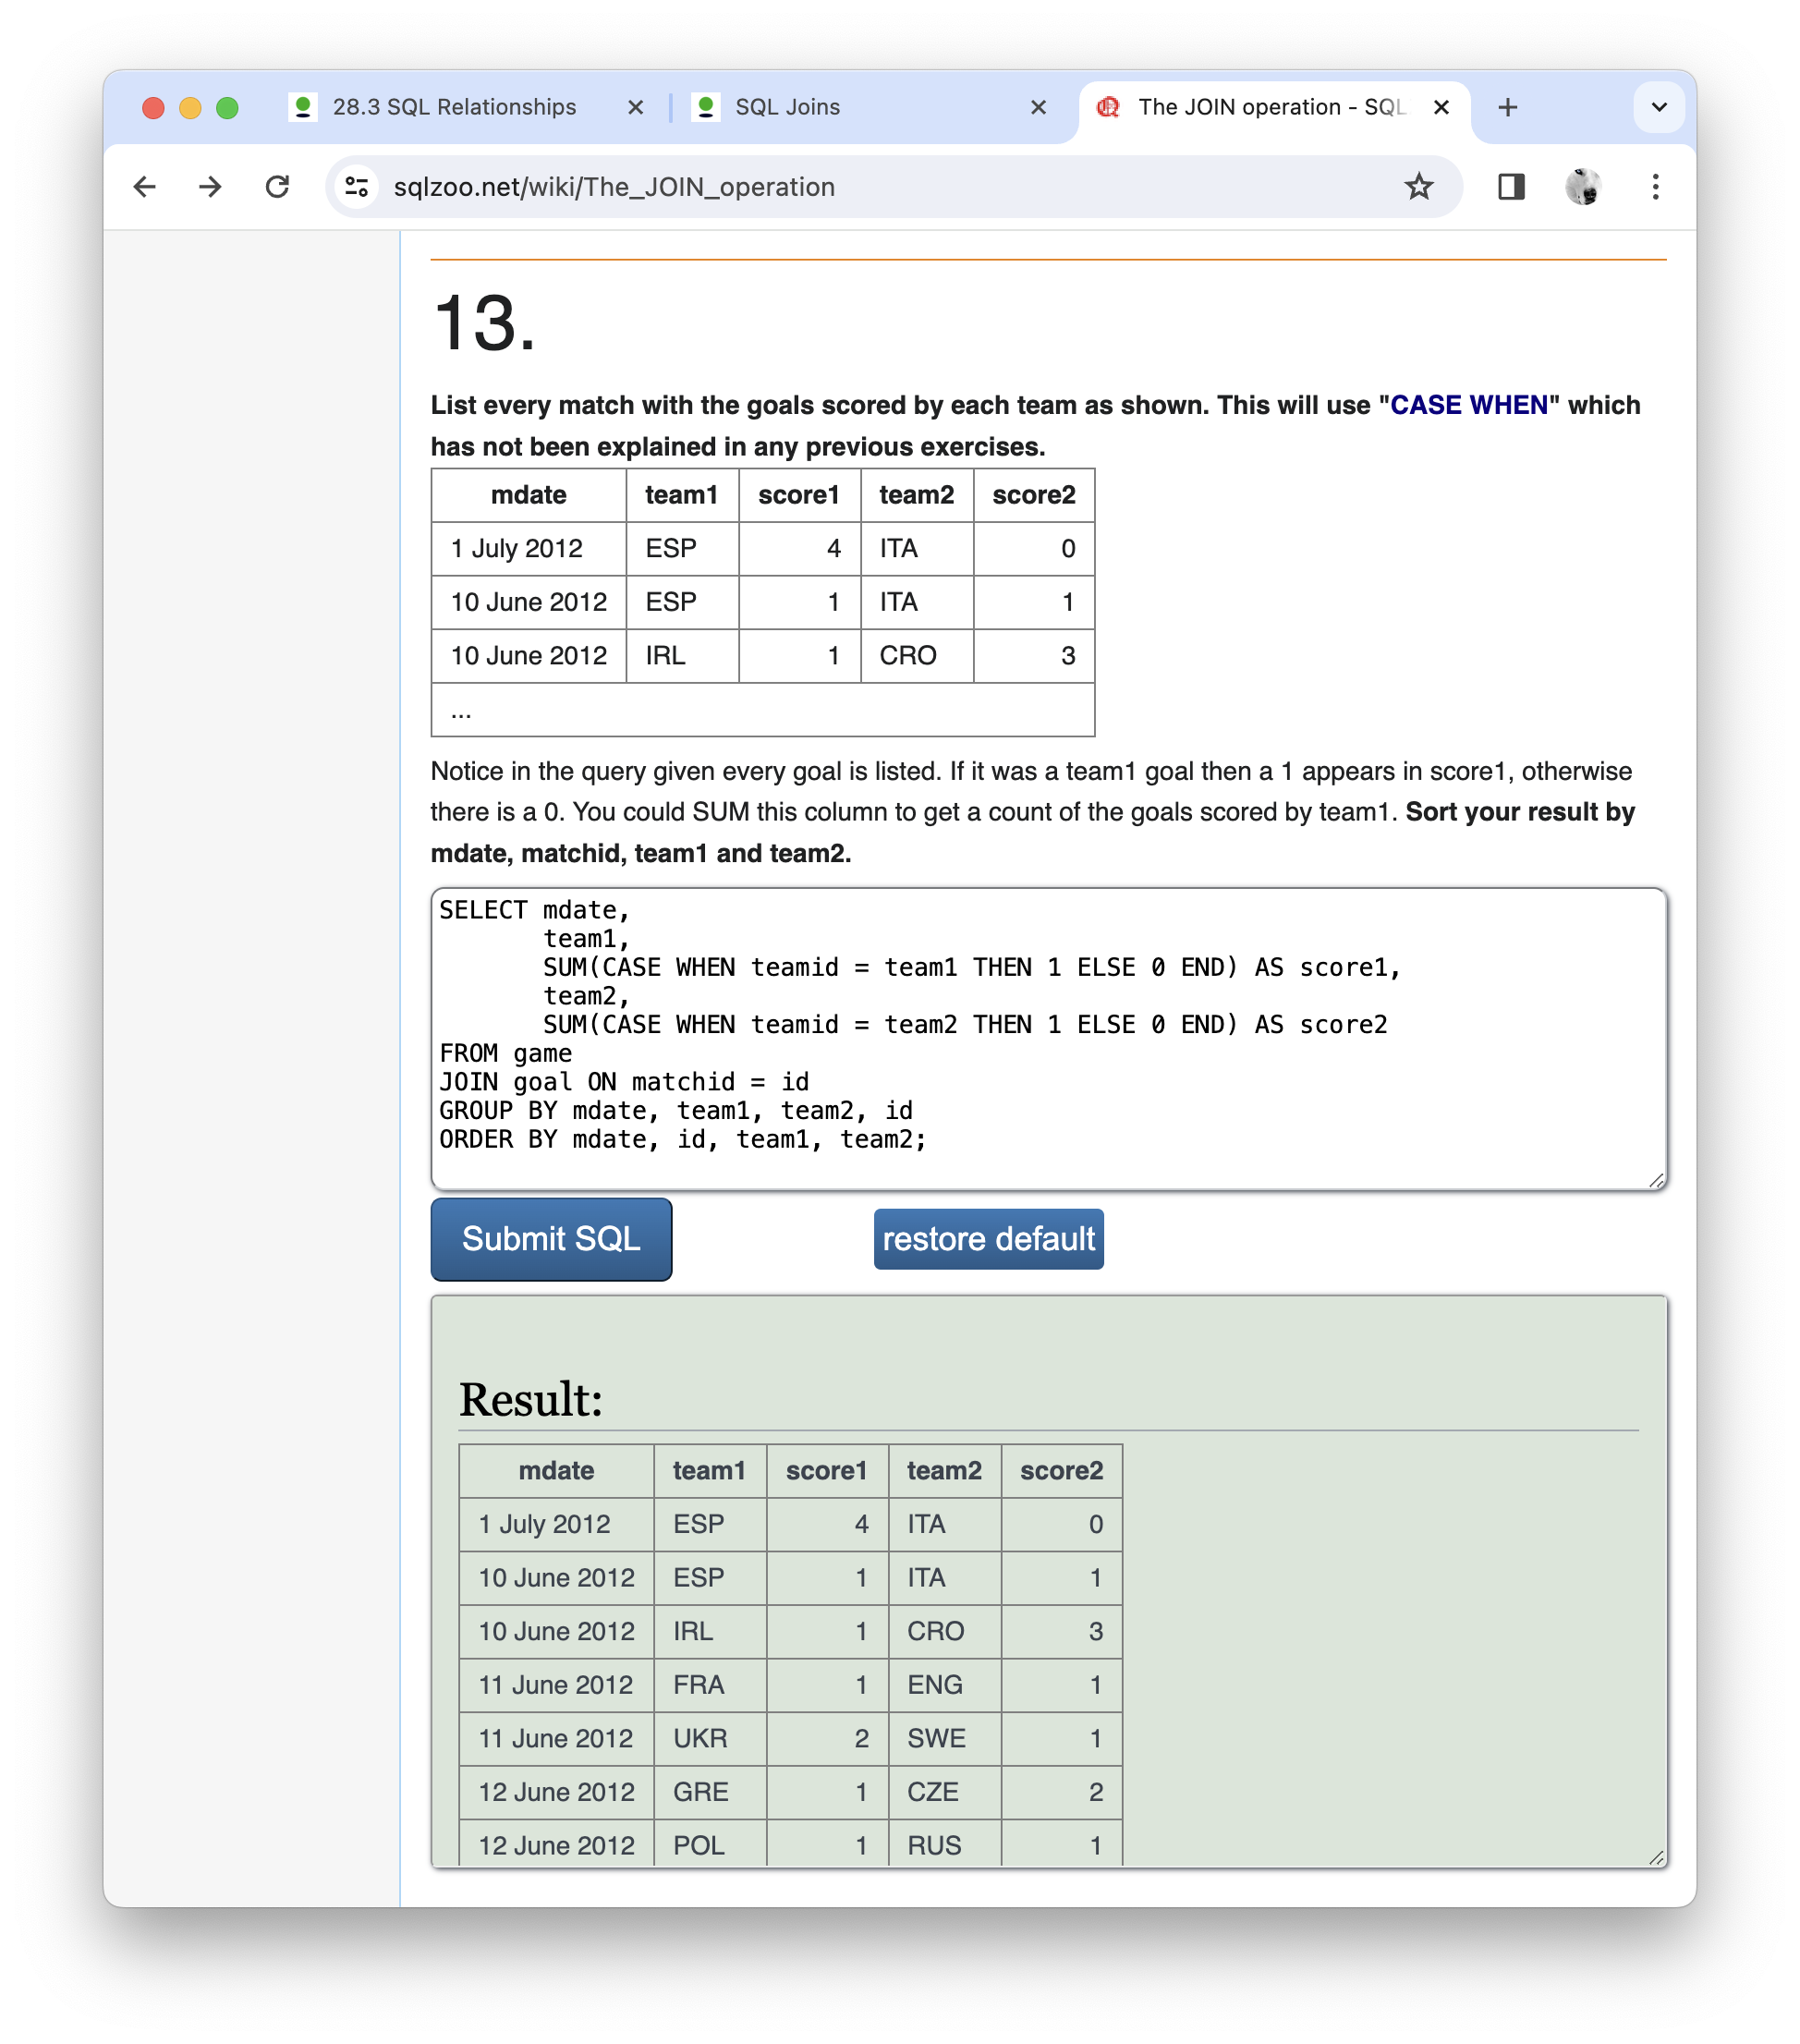 28.3 SQL Relationships
SQL Joins
The JOIN operation - SQL
sqlzoo.net/wiki/The_JOIN_operation
13.
List every match with the goals scored by each team as shown. This will use "CASE WHEN" which
has not been explained in any previous exercises.
mdate team1 score1 team2 score2
1 July 2012 ESP 4 ITA 0
10 June 2012 ESP 1 ITA 1
10 June 2012 IRL 1 CRO 3
...
Notice in the query given every goal is listed. If it was a team1 goal then a 1 appears in score1, otherwise
there is a 0. You could SUM this column to get a count of the goals scored by team1. Sort your result by
mdate, matchid, team1 and team2.
SELECT mdate,
team1,
SUM(CASE WHEN teamid = team1 THEN 1 ELSE 0 END) AS score1,
team2,
SUM(CASE WHEN teamid = team2 THEN 1 ELSE 0 END) AS score2
FROM game
JOIN goal ON matchid = id
GROUP BY mdate, team1, team2, id
ORDER BY mdate, id, team1, team2;
Submit SQL restore default
Result:
mdate team1 score1 team2 score2
1 July 2012 ESP 4 ITA 0
10 June 2012 ESP 1 ITA 1
10 June 2012 IRL 1 CRO 3
11 June 2012 FRA 1 ENG 1
11 June 2012 UKR 2 SWE 1
12 June 2012 GRE 1 CZE 2
12 June 2012 POL 1 RUS 1